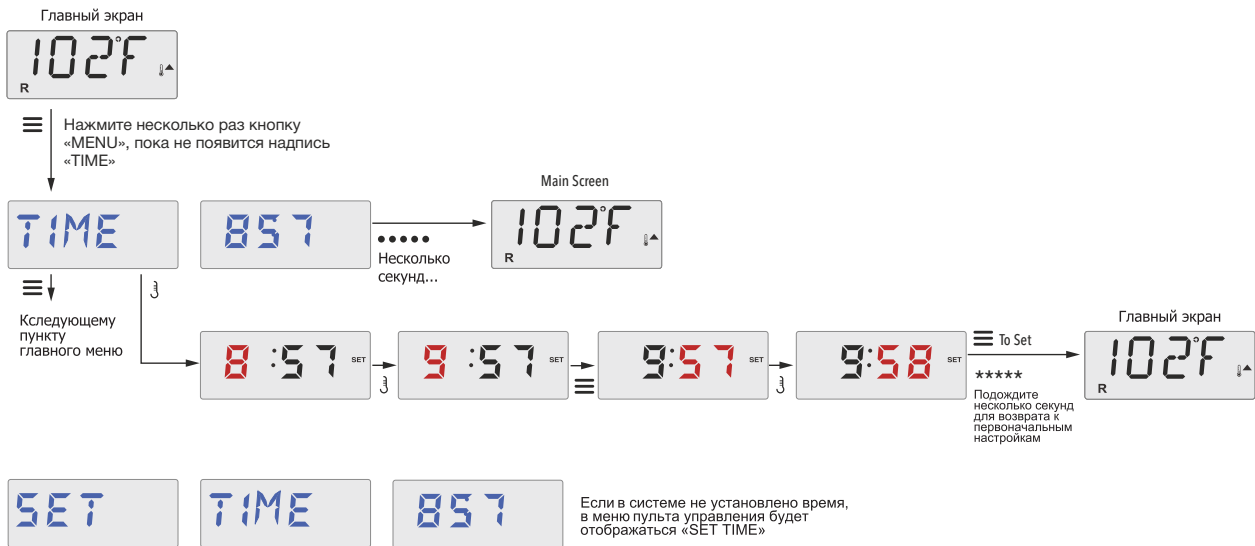 Главный экран
102°F
R
Нажмите несколько раз кнопку
«MENU», пока не появится надпись
«TIME»
Main Screen
TIME
857
102°F
R
Несколько
секунд...
Кследующему
пункту
главного меню
Главный экран
8:57 SET
9:57 SET
9:57 SET
9:58 SET
To Set
*****
Подождите
несколько секунд
для возврата к
первоначальным
настройкам
102°F
R
SET
TIME
857
Если в системе не установлено время,
в меню пульта управления будет
отображаться «SET TIME»